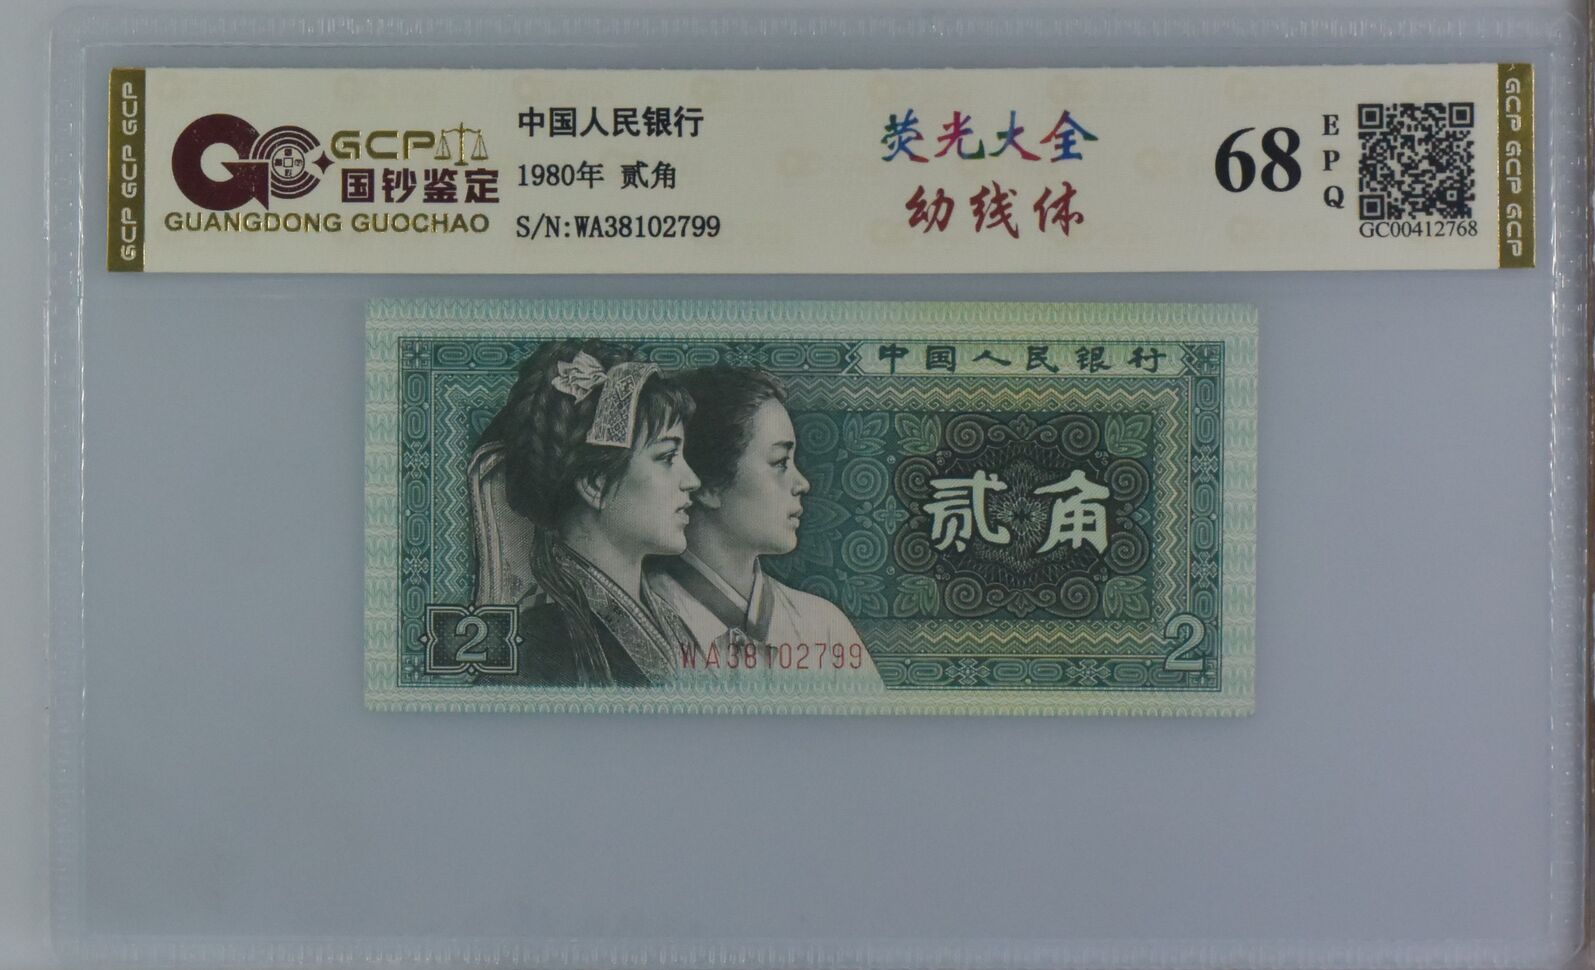 GCP GCP GCP
GCP
国钞鉴定
GUANGDONG GUOCHAO
中国人民银行
1980年 贰角
S/N:WA38102799
荧光大全
幼线体
68
EPQ
GC00412768
GCP GCP GCP
中国人民银行
贰角
2
WA38102799
2